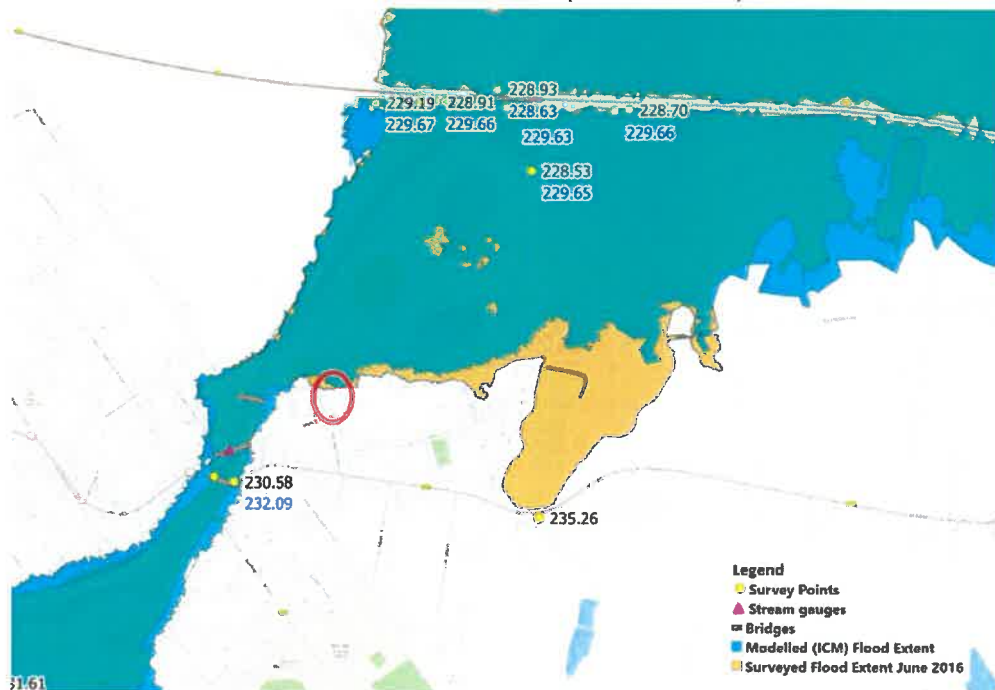 228.93
229.19 228.91 228.63 228.70
229.67 229.66 229.63 229.66
228.53
229.65
230.58
232.09
235.26
Legend
Survey Points
Stream gauges
Bridges
Modelled (ICM) Flood Extent
Surveyed Flood Extent June 2016
31.61